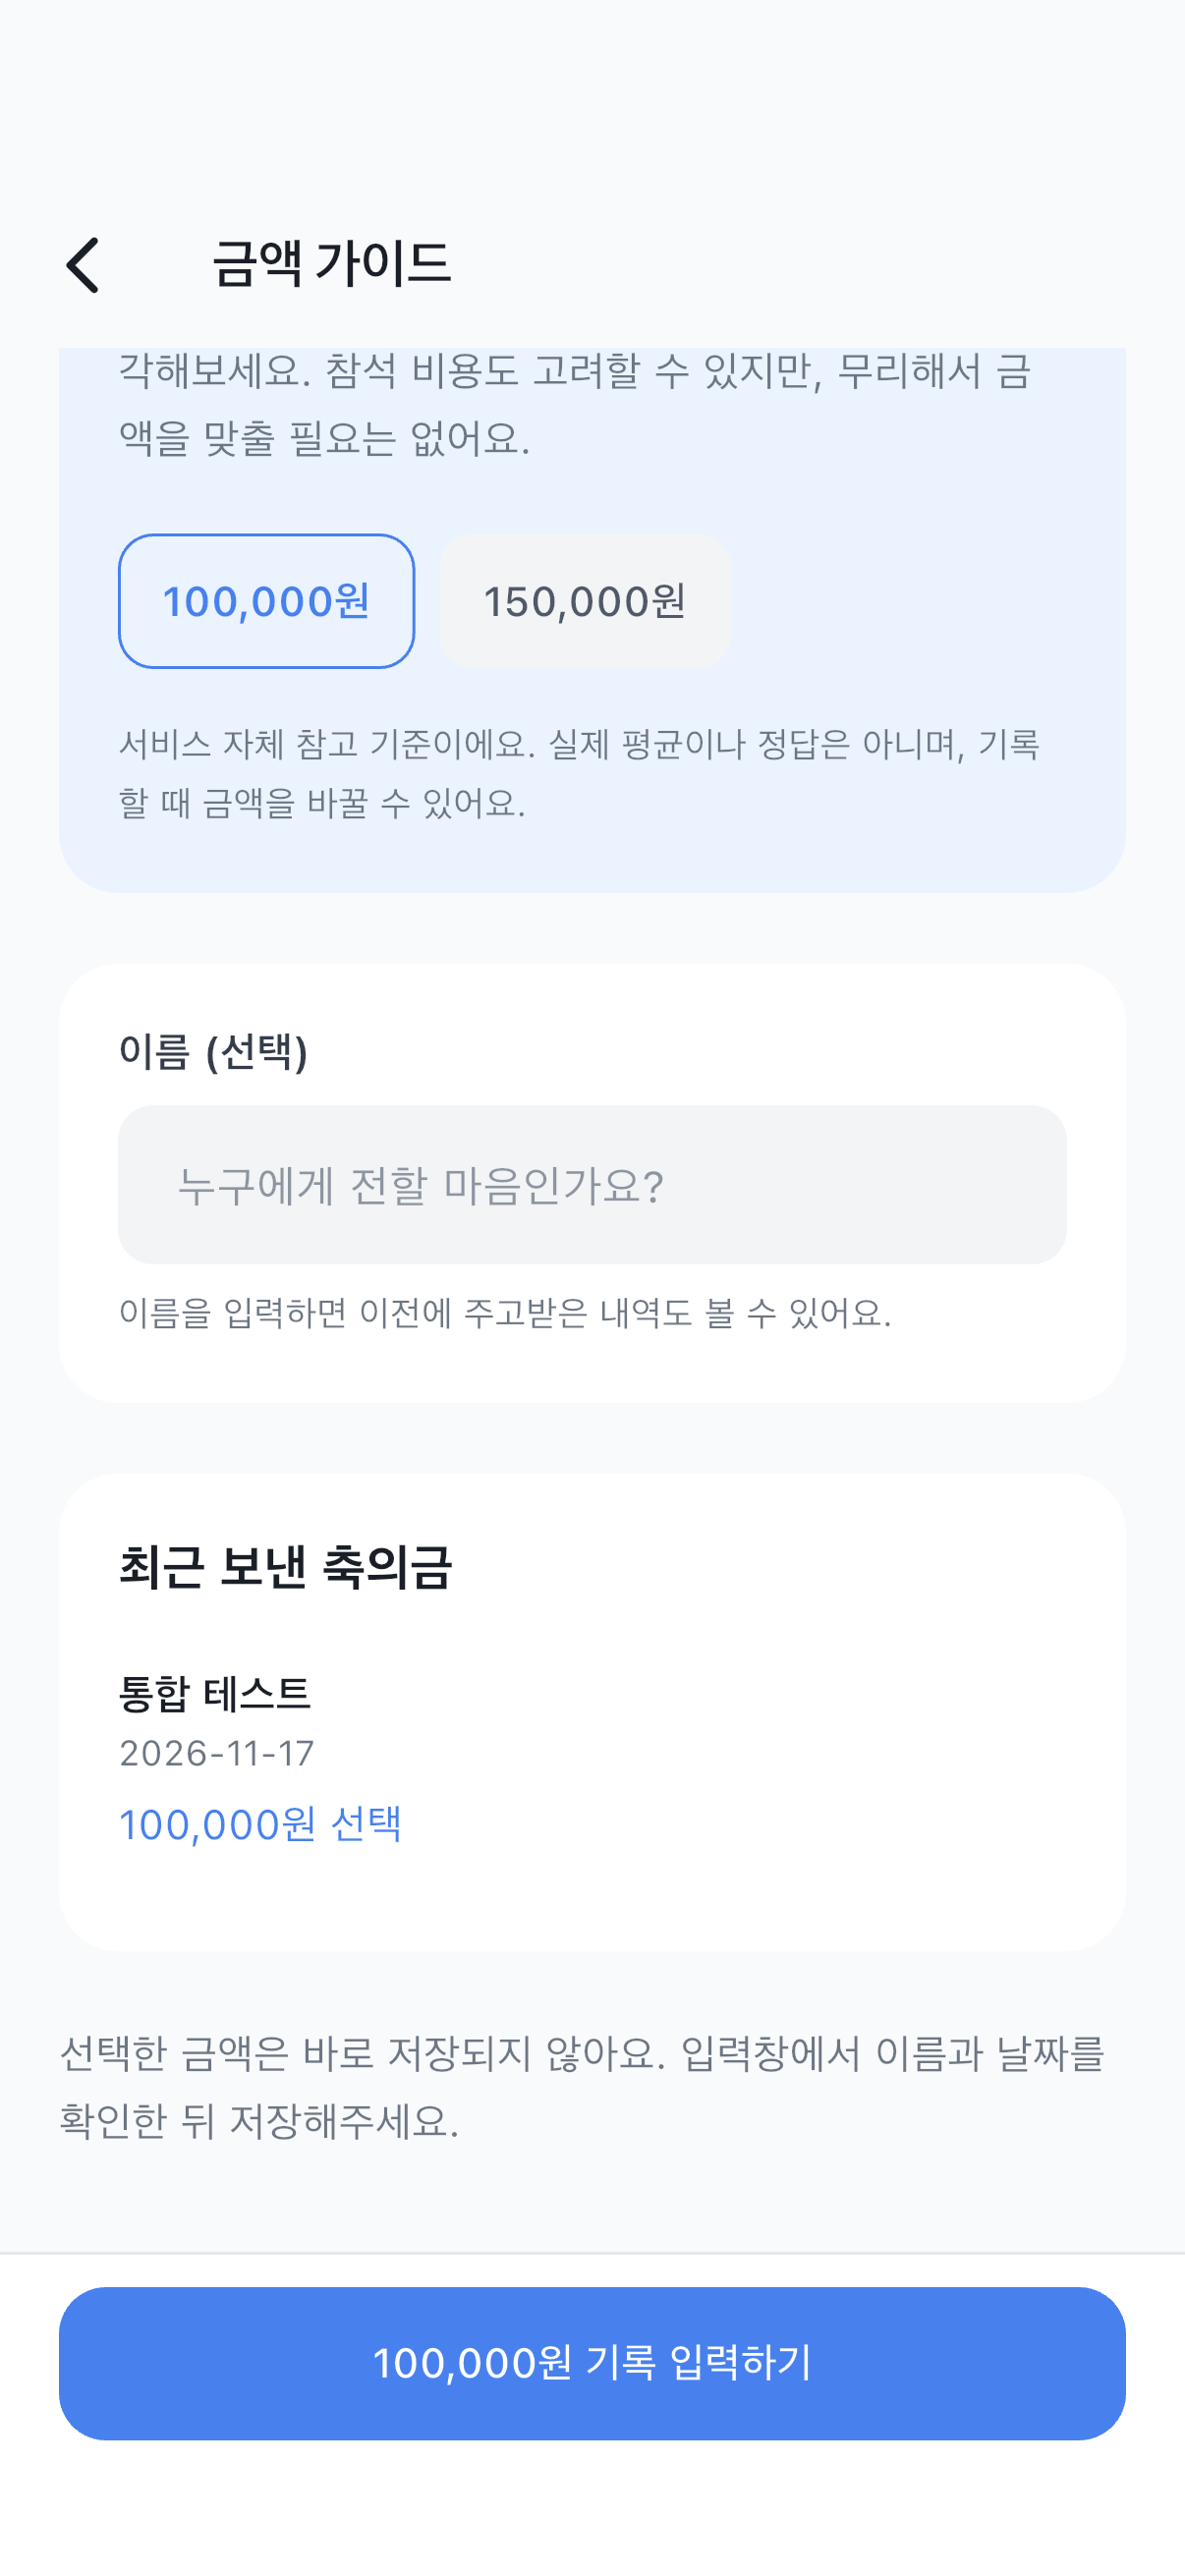 금액 가이드
각해보세요. 참석 비용도 고려할 수 있지만, 무리해서 금
액을 맞출 필요는 없어요.
100,000원 150,000원
서비스 자체 참고 기준이에요. 실제 평균이나 정답은 아니며, 기록
할 때 금액을 바꿀 수 있어요.
이름 (선택)
누구에게 전할 마음인가요?
이름을 입력하면 이전에 주고받은 내역도 볼 수 있어요.
최근 보낸 축의금
통합 테스트
2026-11-17
100,000원 선택
선택한 금액은 바로 저장되지 않아요. 입력창에서 이름과 날짜를
확인한 뒤 저장해주세요.
100,000원 기록 입력하기